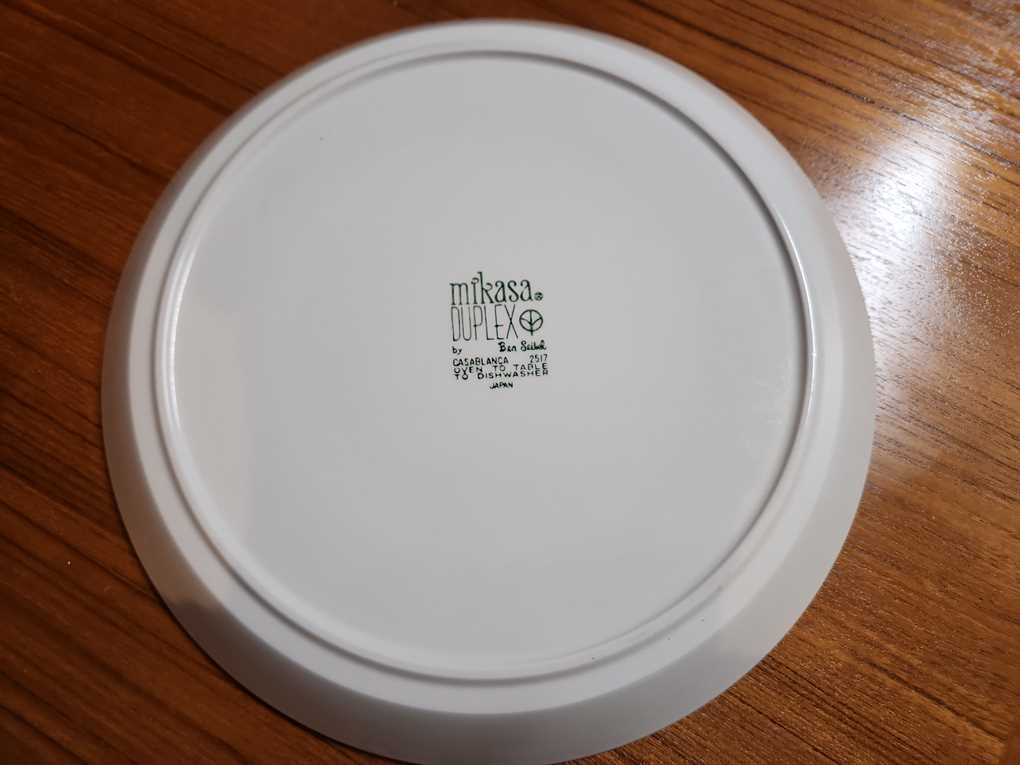 mikasa®
DUPLEX
by Ben Seibel
CASABLANCA 2517
OVEN TO TABLE
TO DISHWASHER
JAPAN